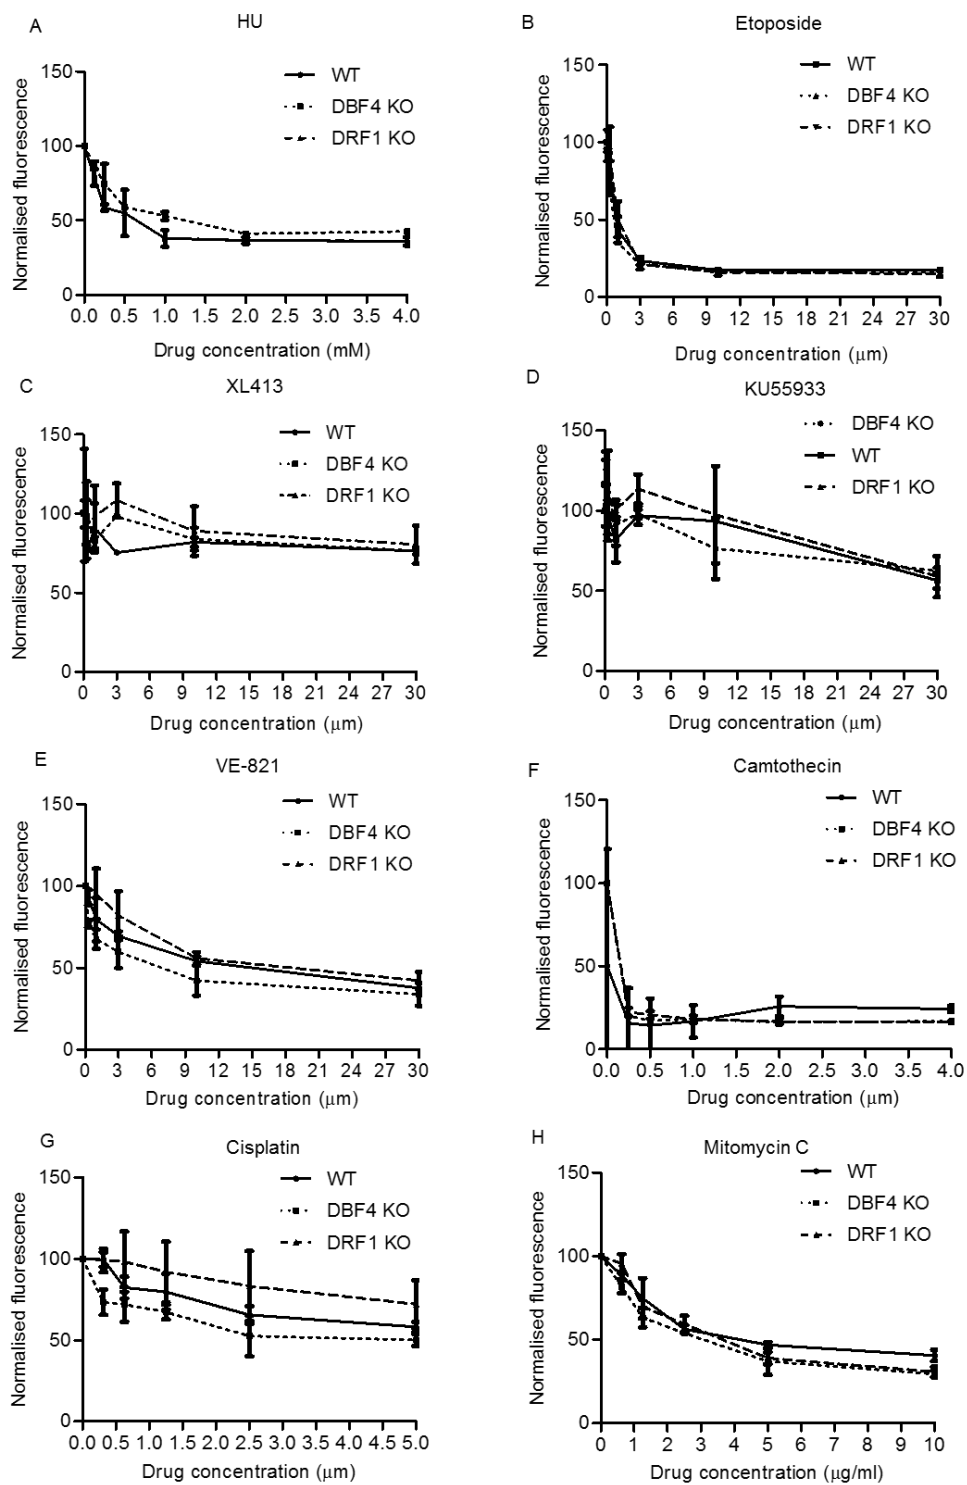 A
HU
Normalised fluorescence
150
100
50
0
WT
DBF4 KO
DRF1 KO
0.0 0.5 1.0 1.5 2.0 2.5 3.0 3.5 4.0
Drug concentration (mM)
B
Etoposide
Normalised fluorescence
150
100
50
0
WT
DBF4 KO
DRF1 KO
0 3 6 9 12 15 18 21 24 27 30
Drug concentration (μm)
C
XL413
Normalised fluorescence
150
100
50
0
WT
DBF4 KO
DRF1 KO
0 3 6 9 12 15 18 21 24 27 30
Drug concentration (μm)
D
KU55933
Normalised fluorescence
150
100
50
0
DBF4 KO
WT
DRF1 KO
0 3 6 9 12 15 18 21 24 27 30
Drug concentration (μm)
E
VE-821
Normalised fluorescence
150
100
50
0
WT
DBF4 KO
DRF1 KO
0 3 6 9 12 15 18 21 24 27 30
Drug concentration (μm)
F
Camtothecin
Normalised fluorescence
150
100
50
0
WT
DBF4 KO
DRF1 KO
0.0 0.5 1.0 1.5 2.0 2.5 3.0 3.5 4.0
Drug concentration (μm)
G
Cisplatin
Normalised fluorescence
150
100
50
0
WT
DBF4 KO
DRF1 KO
0.0 0.5 1.0 1.5 2.0 2.5 3.0 3.5 4.0 4.5 5.0
Drug concentration (μm)
H
Mitomycin C
Normalised fluorescence
150
100
50
0
WT
DBF4 KO
DRF1 KO
0 1 2 3 4 5 6 7 8 9 10
Drug concentration (μg/ml)